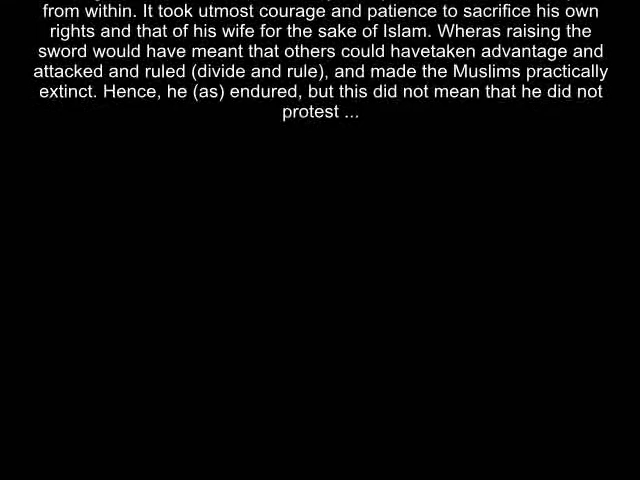 from within. It took utmost courage and patience to sacrifice his own
rights and that of his wife for the sake of Islam. Wheras raising the
sword would have meant that others could havetaken advantage and
attacked and ruled (divide and rule), and made the Muslims practically
extinct. Hence, he (as) endured, but this did not mean that he did not
protest ...